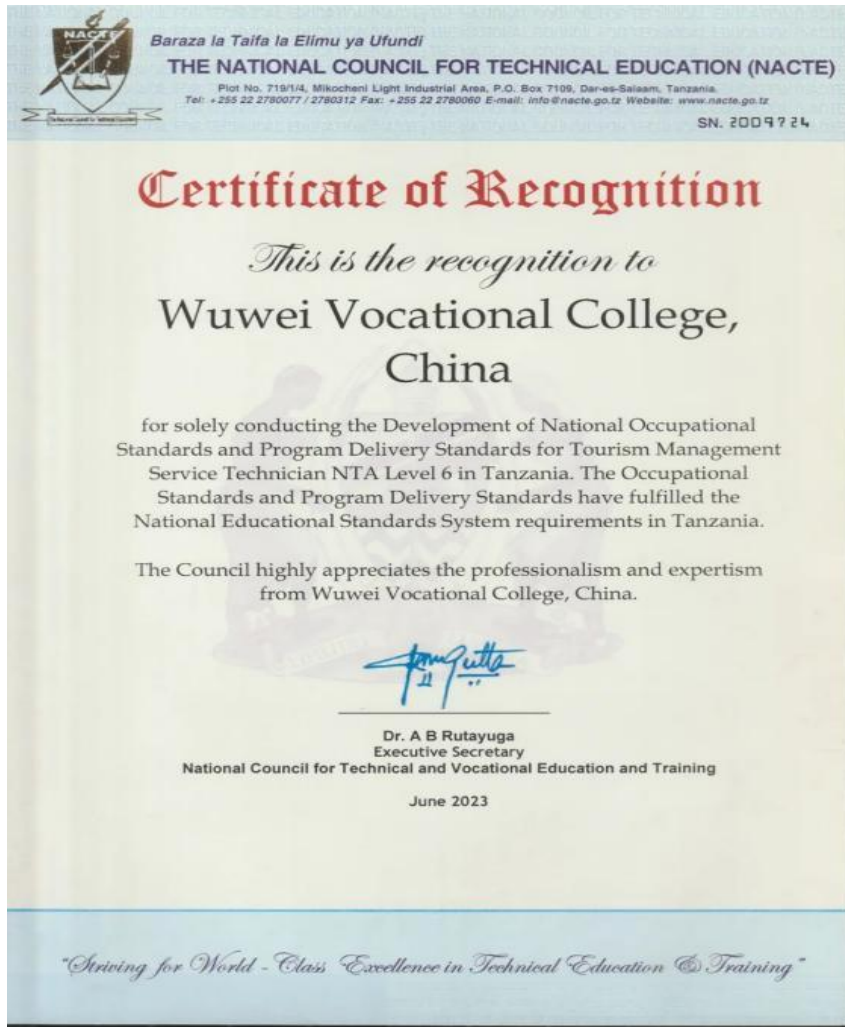 NACTE
Baraza la Taifa la Elimu ya Ufundi
THE NATIONAL COUNCIL FOR TECHNICAL EDUCATION (NACTE)
Plot No. 719/1/4, Mikocheni Light Industrial Area, P.O. Box 7109, Dar-es-Salaam, Tanzania.
Tel: +255 22 2780077 / 2780312 Fax: +255 22 2780060 E-mail: info@nacte.go.tz Website: www.nacte.go.tz
SN. 2009724
Certificate of Recognition
This is the recognition to
Wuwei Vocational College,
China
for solely conducting the Development of National Occupational
Standards and Program Delivery Standards for Tourism Management
Service Technician NTA Level 6 in Tanzania. The Occupational
Standards and Program Delivery Standards have fulfilled the
National Educational Standards System requirements in Tanzania.
The Council highly appreciates the professionalism and expertism
from Wuwei Vocational College, China.
Dr. A B Rutayuga
Executive Secretary
National Council for Technical and Vocational Education and Training
June 2023
"Striving for World - Class Excellence in Technical Education & Training"